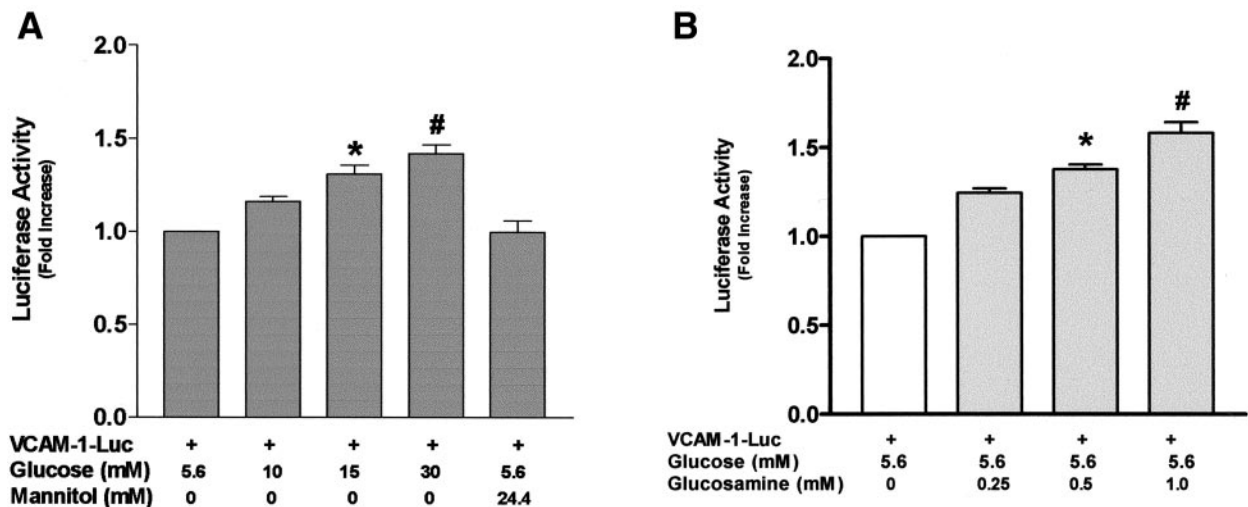 A
2.0
1.5
1.0
0.5
0.0
Luciferase Activity
(Fold Increase)
*
#
VCAM-1-Luc + + + + +
Glucose (mM) 5.6 10 15 30 5.6
Mannitol (mM) 0 0 0 0 24.4
B
2.0
1.5
1.0
0.5
0.0
Luciferase Activity
(Fold Increase)
*
#
VCAM-1-Luc + + + +
Glucose (mM) 5.6 5.6 5.6 5.6
Glucosamine (mM) 0 0.25 0.5 1.0